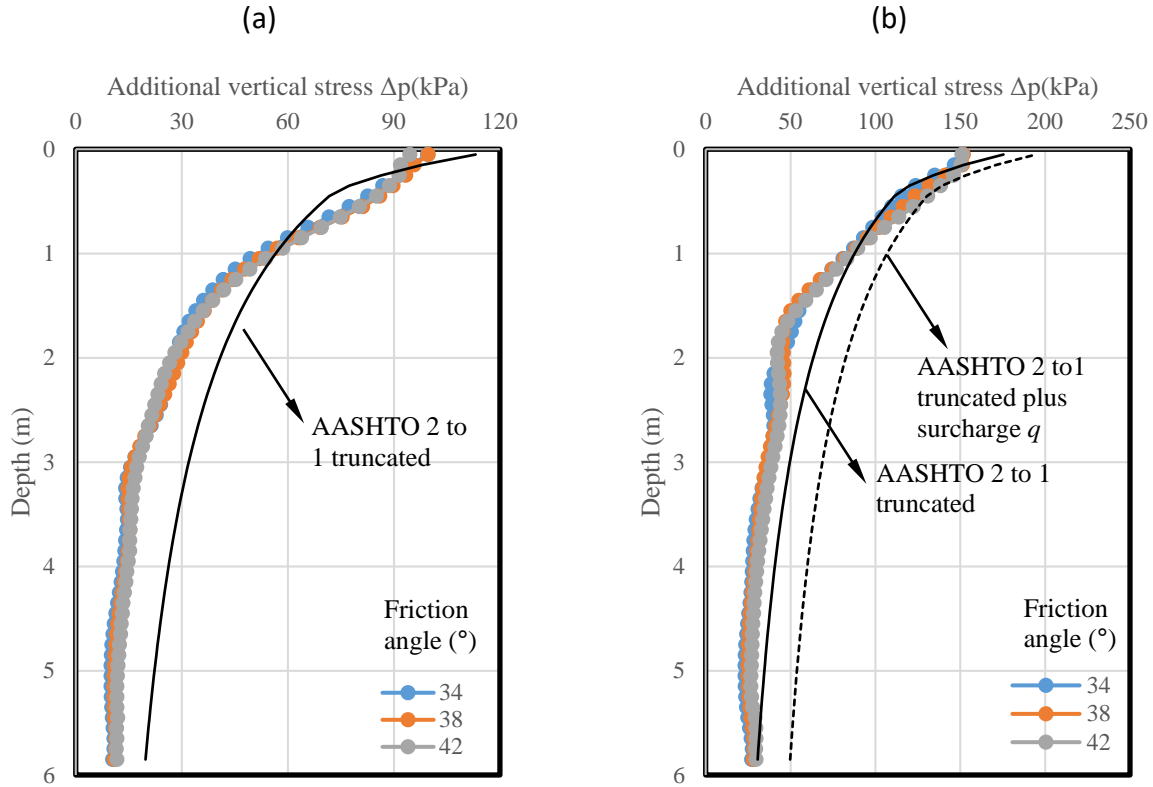 (a)
Additional vertical stress Δp(kPa)
0 30 60 90 120
0
1
2
3
4
5
6
Depth (m)
AASHTO 2 to
1 truncated
Friction
angle (°)
34
38
42
(b)
Additional vertical stress Δp(kPa)
0 50 100 150 200 250
0
1
2
3
4
5
6
Depth (m)
AASHTO 2 to1
truncated plus
surcharge q
AASHTO 2 to 1
truncated
Friction
angle (°)
34
38
42